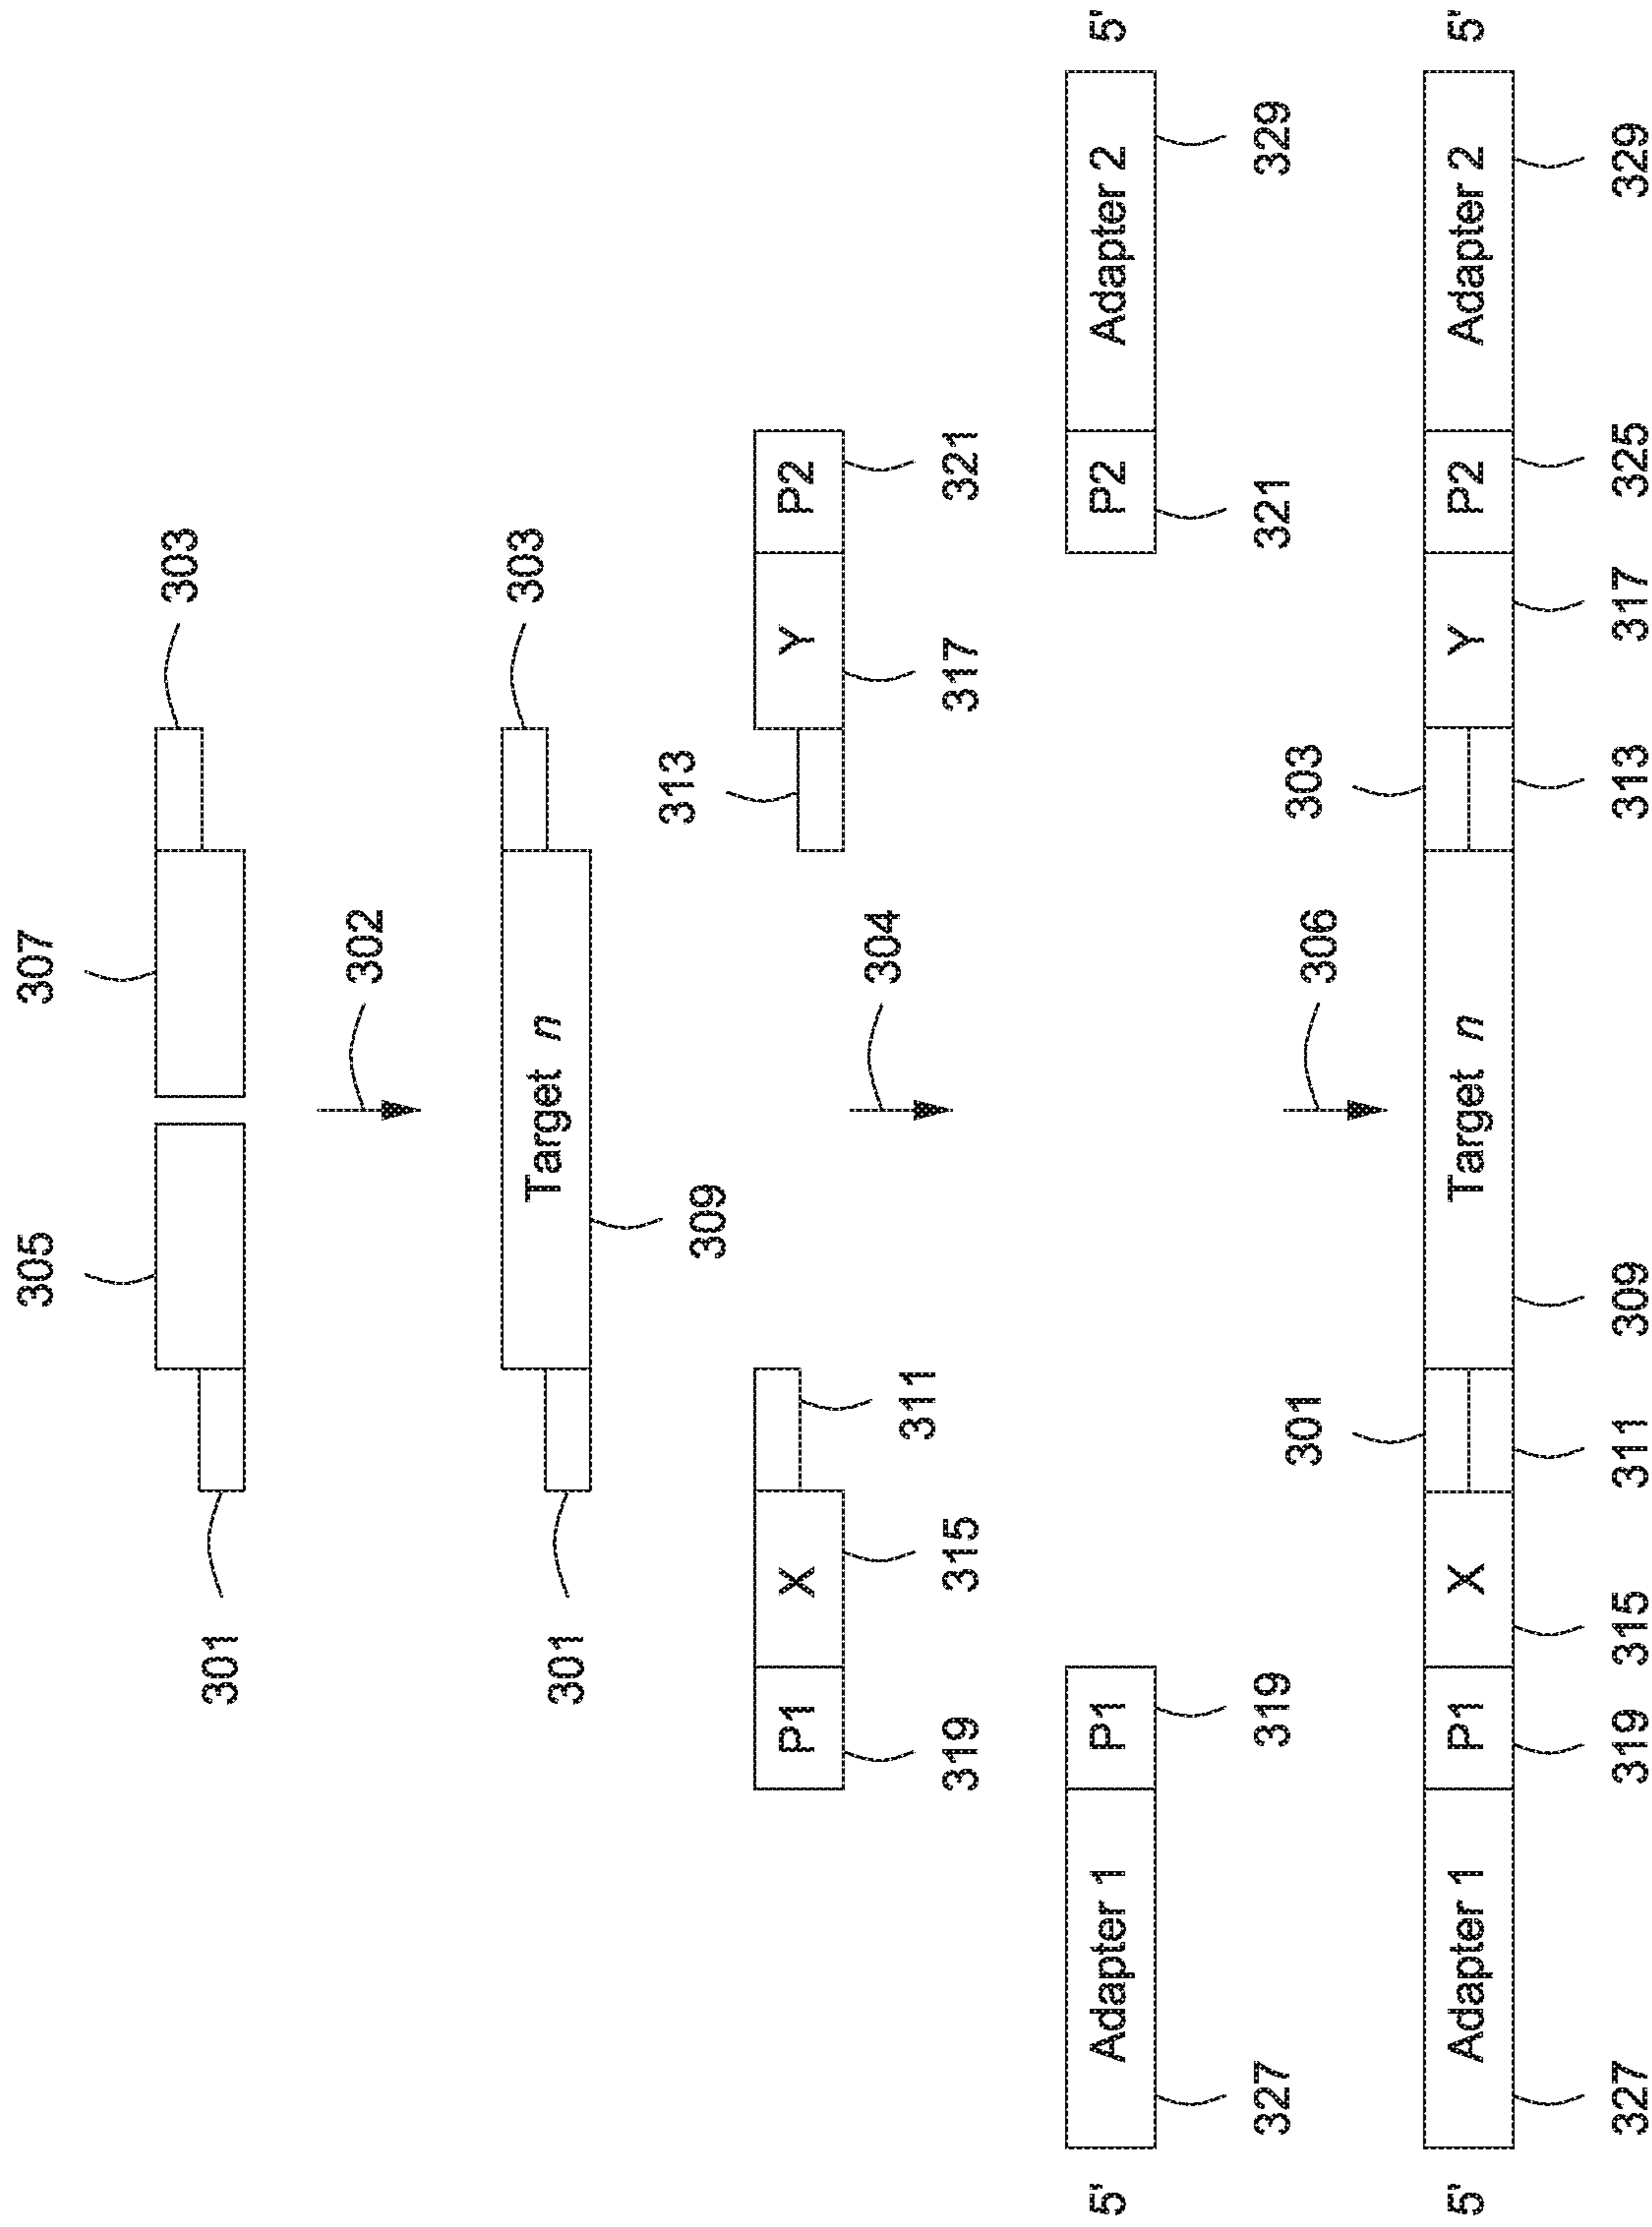 305 307
301 303
302
301 Target n 303
309 313
P1 X Y P2
311 304
319 315 317 321
5' Adapter 1 P1 P2 Adapter 2 5'
327 319 321 329
301 306 303
5' Adapter 1 P1 X Target n Y P2 Adapter 2 5'
327 319 315 311 309 313 317 325 329